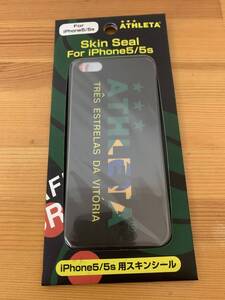 For
iPhone5/5s
ATHLETA
Skin Seal
For iPhone5/5s
ATHLETA
TRÊS ESTRELAS DA VITÓRIA
iPhone5/5s 用スキンシール